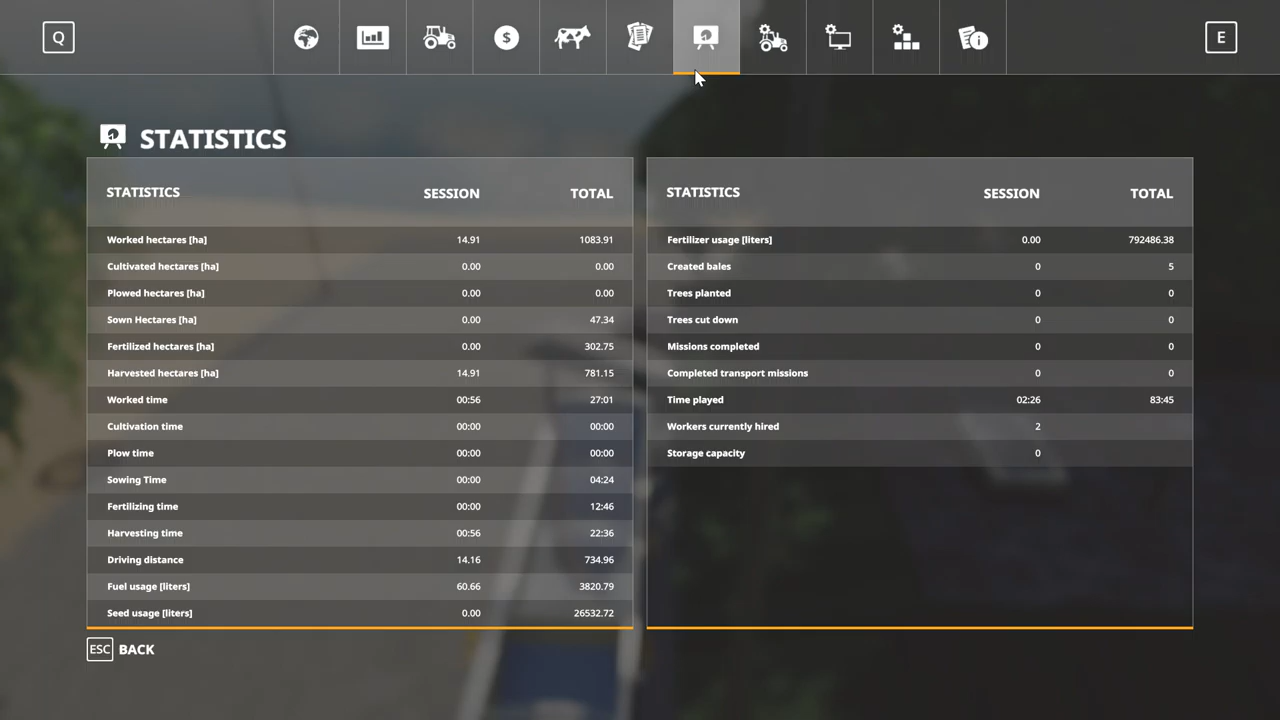 Q
$
E
STATISTICS
STATISTICS SESSION TOTAL
Worked hectares [ha] 14.91 1083.91
Cultivated hectares [ha] 0.00 0.00
Plowed hectares [ha] 0.00 0.00
Sown Hectares [ha] 0.00 47.34
Fertilized hectares [ha] 0.00 302.75
Harvested hectares [ha] 14.91 781.15
Worked time 00:56 27:01
Cultivation time 00:00 00:00
Plow time 00:00 00:00
Sowing Time 00:00 04:24
Fertilizing time 00:00 12:46
Harvesting time 00:56 22:36
Driving distance 14.16 734.96
Fuel usage [liters] 60.66 3820.79
Seed usage [liters] 0.00 26532.72
STATISTICS SESSION TOTAL
Fertilizer usage [liters] 0.00 792486.38
Created bales 0 5
Trees planted 0 0
Trees cut down 0 0
Missions completed 0 0
Completed transport missions 0 0
Time played 02:26 83:45
Workers currently hired 2
Storage capacity 0
ESC BACK